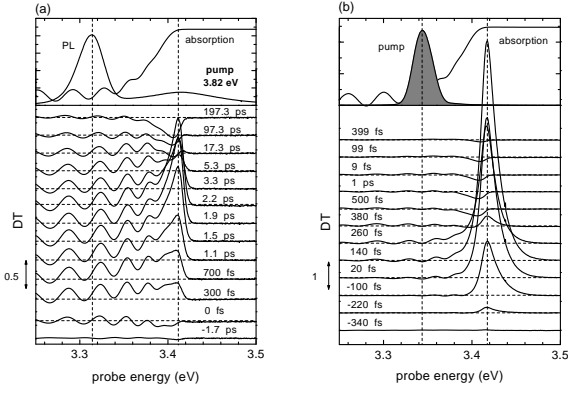 (a)
PL
absorption
pump
3.82 eV
197.3 ps
97.3 ps
17.3 ps
5.3 ps
3.3 ps
2.2 ps
1.9 ps
1.5 ps
1.1 ps
700 fs
300 fs
0 fs
-1.7 ps
DT
0.5
3.3
3.4
3.5
probe energy (eV)
(b)
pump
absorption
399 fs
99 fs
9 fs
1 ps
500 fs
380 fs
260 fs
140 fs
20 fs
-100 fs
-220 fs
-340 fs
DT
1
3.3
3.4
3.5
probe energy (eV)